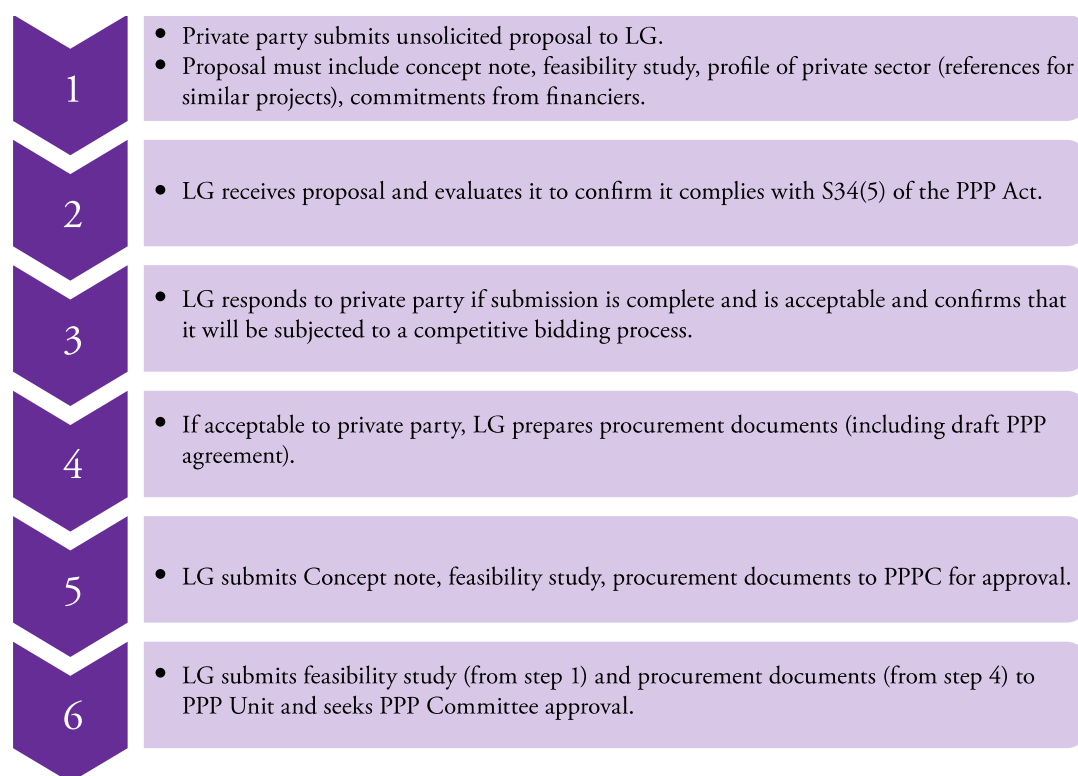 1
• Private party submits unsolicited proposal to LG.
• Proposal must include concept note, feasibility study, profile of private sector (references for
similar projects), commitments from financiers.
2
• LG receives proposal and evaluates it to confirm it complies with S34(5) of the PPP Act.
3
• LG responds to private party if submission is complete and is acceptable and confirms that
it will be subjected to a competitive bidding process.
4
• If acceptable to private party, LG prepares procurement documents (including draft PPP
agreement).
5
• LG submits Concept note, feasibility study, procurement documents to PPPC for approval.
6
• LG submits feasibility study (from step 1) and procurement documents (from step 4) to
PPP Unit and seeks PPP Committee approval.